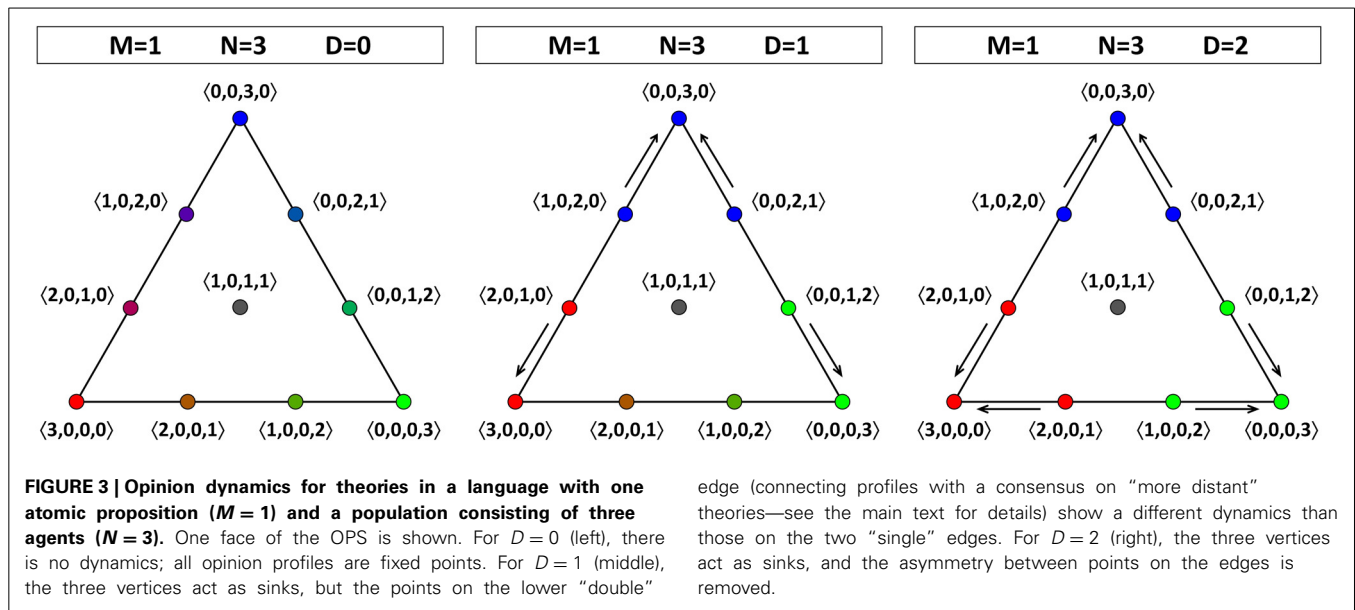 M=1 N=3 D=0
⟨0,0,3,0⟩
⟨1,0,2,0⟩ ⟨0,0,2,1⟩
⟨2,0,1,0⟩ ⟨1,0,1,1⟩ ⟨0,0,1,2⟩
⟨3,0,0,0⟩ ⟨2,0,0,1⟩ ⟨1,0,0,2⟩ ⟨0,0,0,3⟩
M=1 N=3 D=1
⟨0,0,3,0⟩
⟨1,0,2,0⟩ ⟨0,0,2,1⟩
⟨2,0,1,0⟩ ⟨1,0,1,1⟩ ⟨0,0,1,2⟩
⟨3,0,0,0⟩ ⟨2,0,0,1⟩ ⟨1,0,0,2⟩ ⟨0,0,0,3⟩
M=1 N=3 D=2
⟨0,0,3,0⟩
⟨1,0,2,0⟩ ⟨0,0,2,1⟩
⟨2,0,1,0⟩ ⟨1,0,1,1⟩ ⟨0,0,1,2⟩
⟨3,0,0,0⟩ ⟨2,0,0,1⟩ ⟨1,0,0,2⟩ ⟨0,0,0,3⟩
FIGURE 3 | Opinion dynamics for theories in a language with one
atomic proposition (M = 1) and a population consisting of three
agents (N = 3). One face of the OPS is shown. For D = 0 (left), there
is no dynamics; all opinion profiles are fixed points. For D = 1 (middle),
the three vertices act as sinks, but the points on the lower “double”
edge (connecting profiles with a consensus on “more distant”
theories—see the main text for details) show a different dynamics than
those on the two “single” edges. For D = 2 (right), the three vertices
act as sinks, and the asymmetry between points on the edges is
removed.